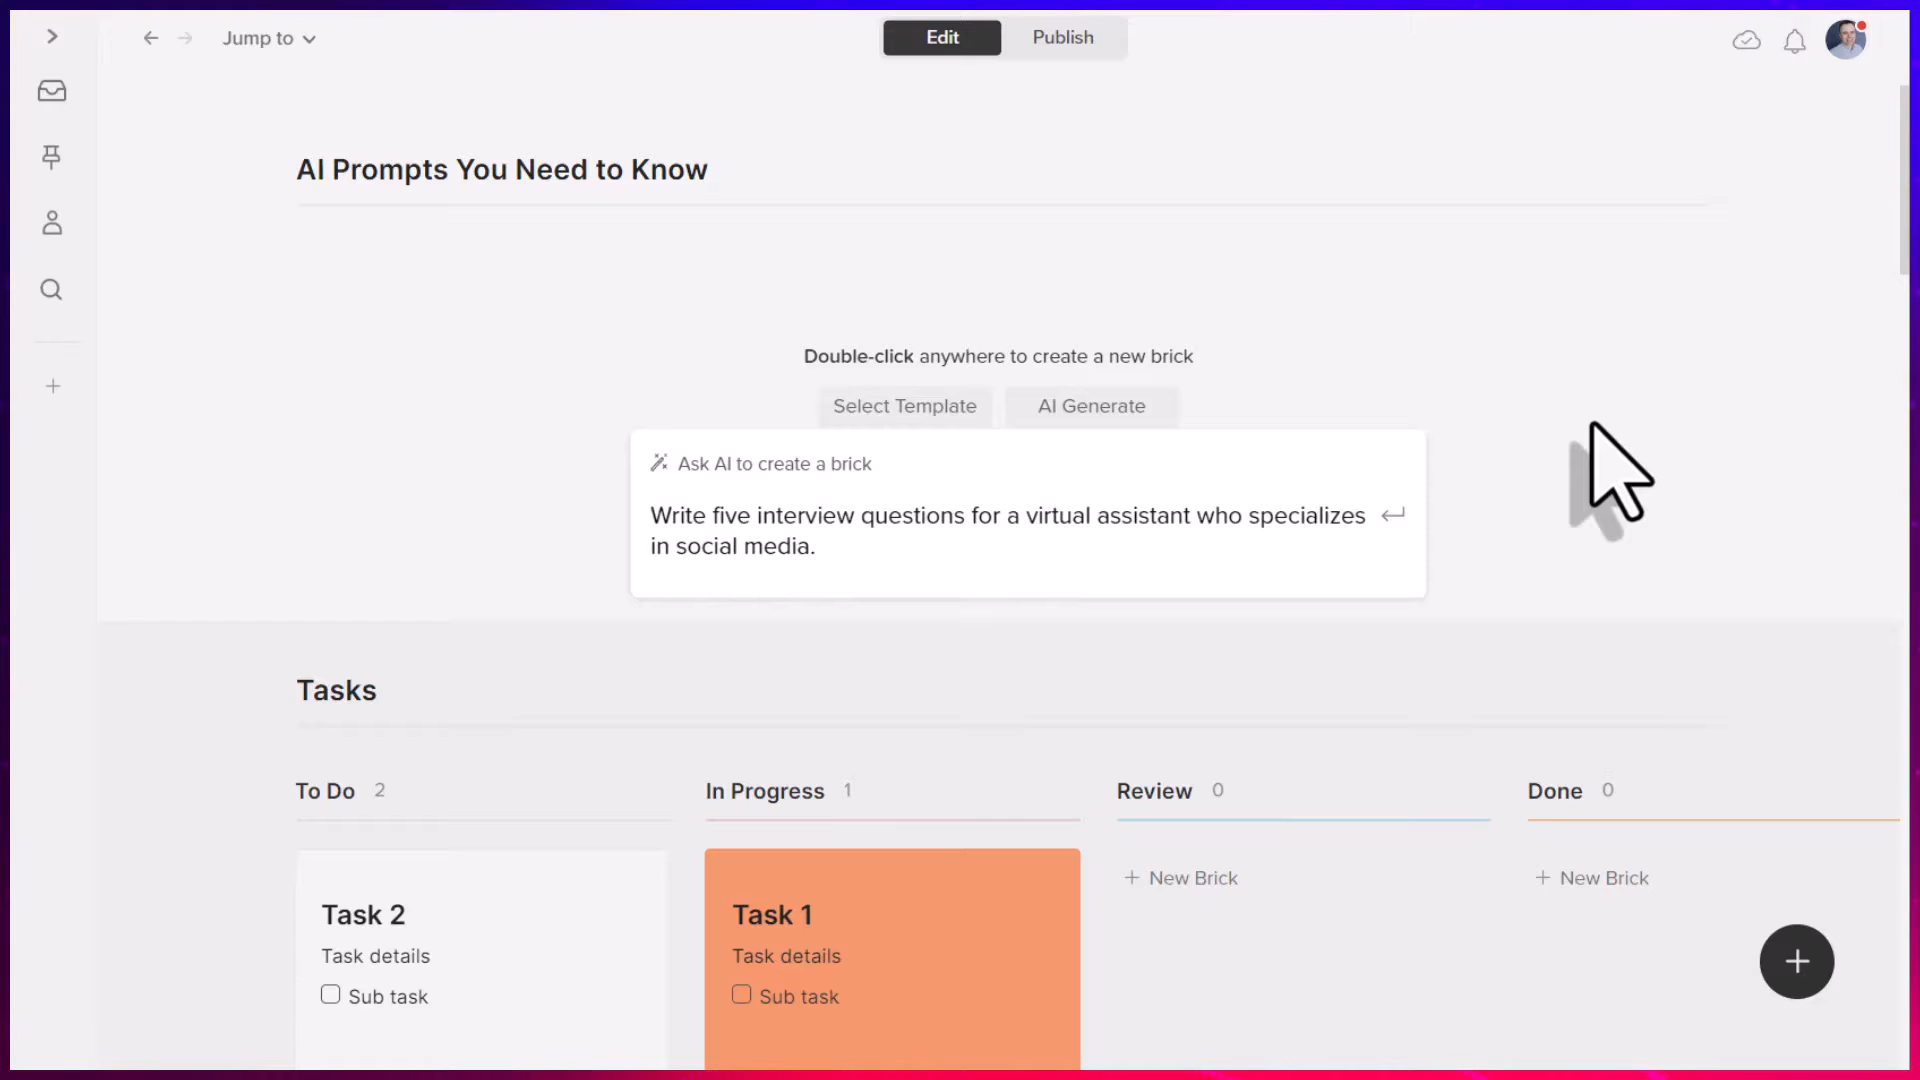 Jump to
Edit
Publish
AI Prompts You Need to Know
Double-click anywhere to create a new brick
Select Template
AI Generate
Ask AI to create a brick
Write five interview questions for a virtual assistant who specializes
in social media.
Tasks
To Do 2
In Progress 1
Review 0
Done 0
Task 2
Task details
Sub task
Task 1
Task details
Sub task
+ New Brick
+ New Brick